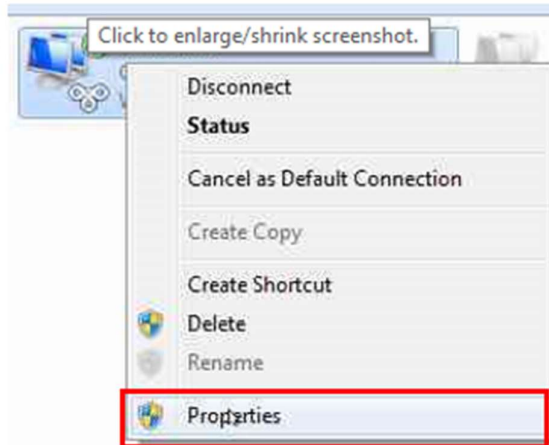 Click to enlarge/shrink screenshot.
Disconnect
Status
Cancel as Default Connection
Create Copy
Create Shortcut
Delete
Rename
Properties